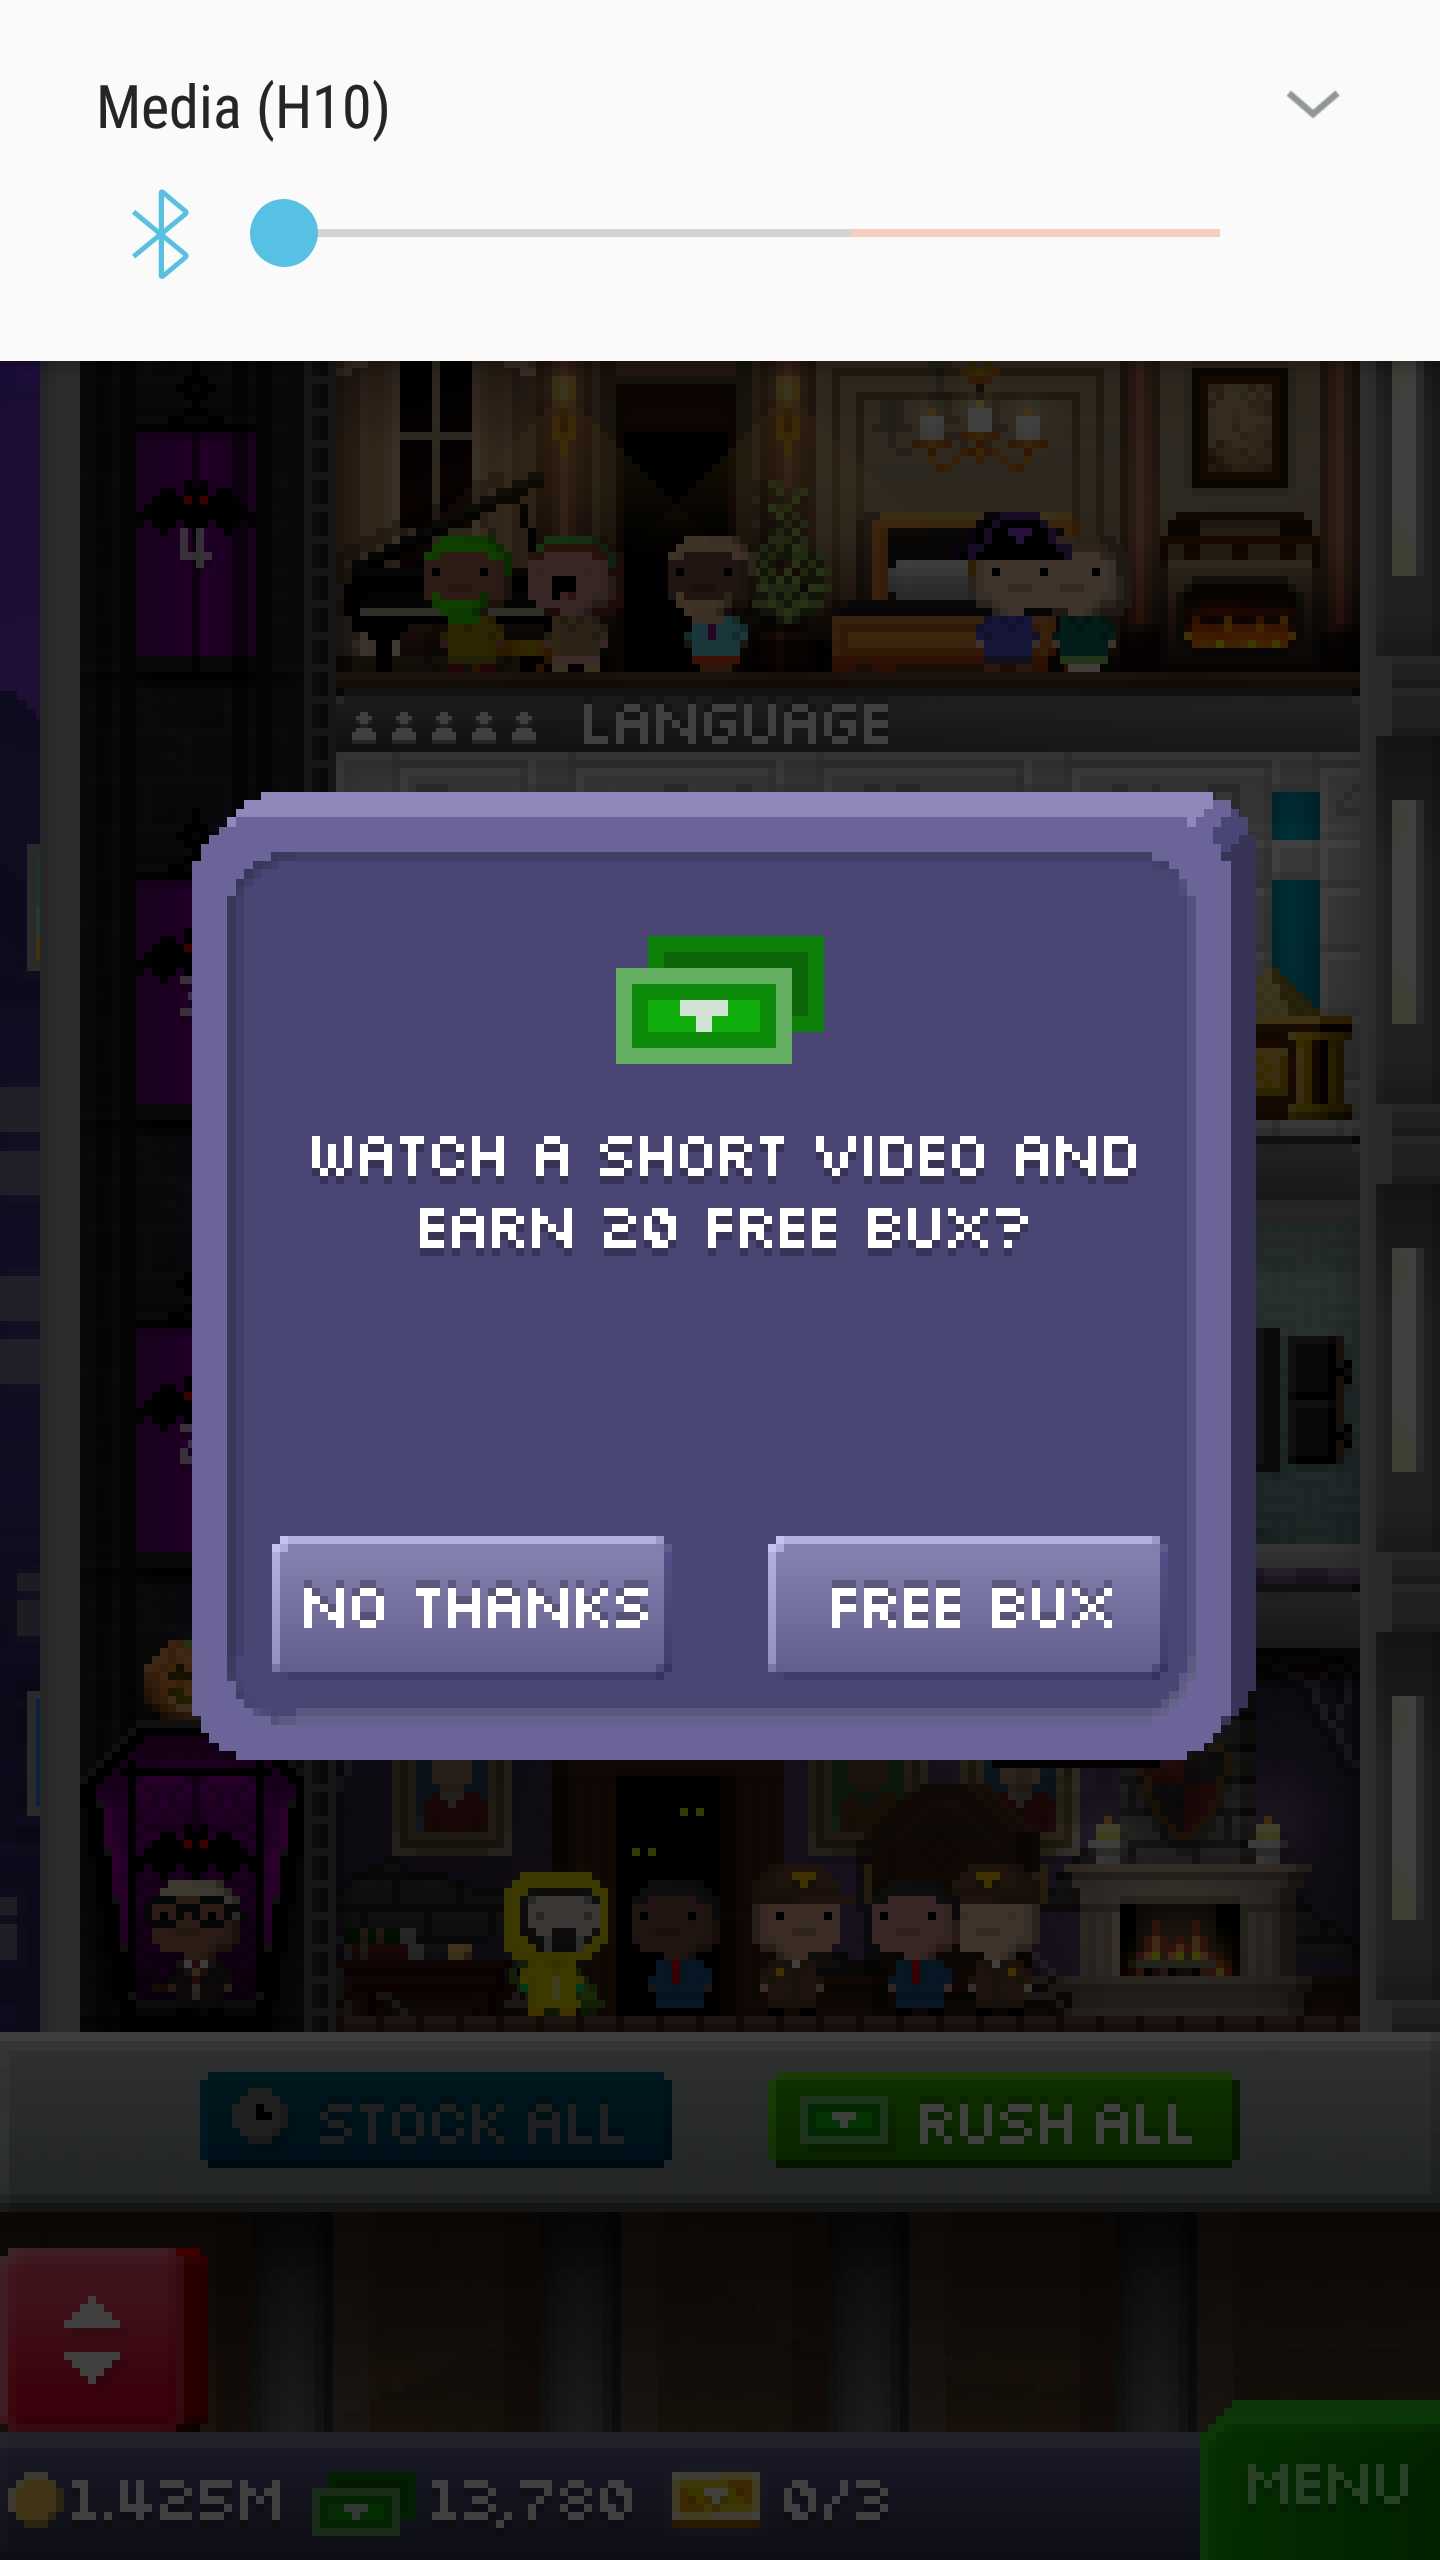 Media (H10)
4
LANGUAGE
WATCH A SHORT VIDEO AND
EARN 20 FREE BUX?
NO THANKS
FREE BUX
STOCK ALL
RUSH ALL
1.425M
13,780
0/3
MENU